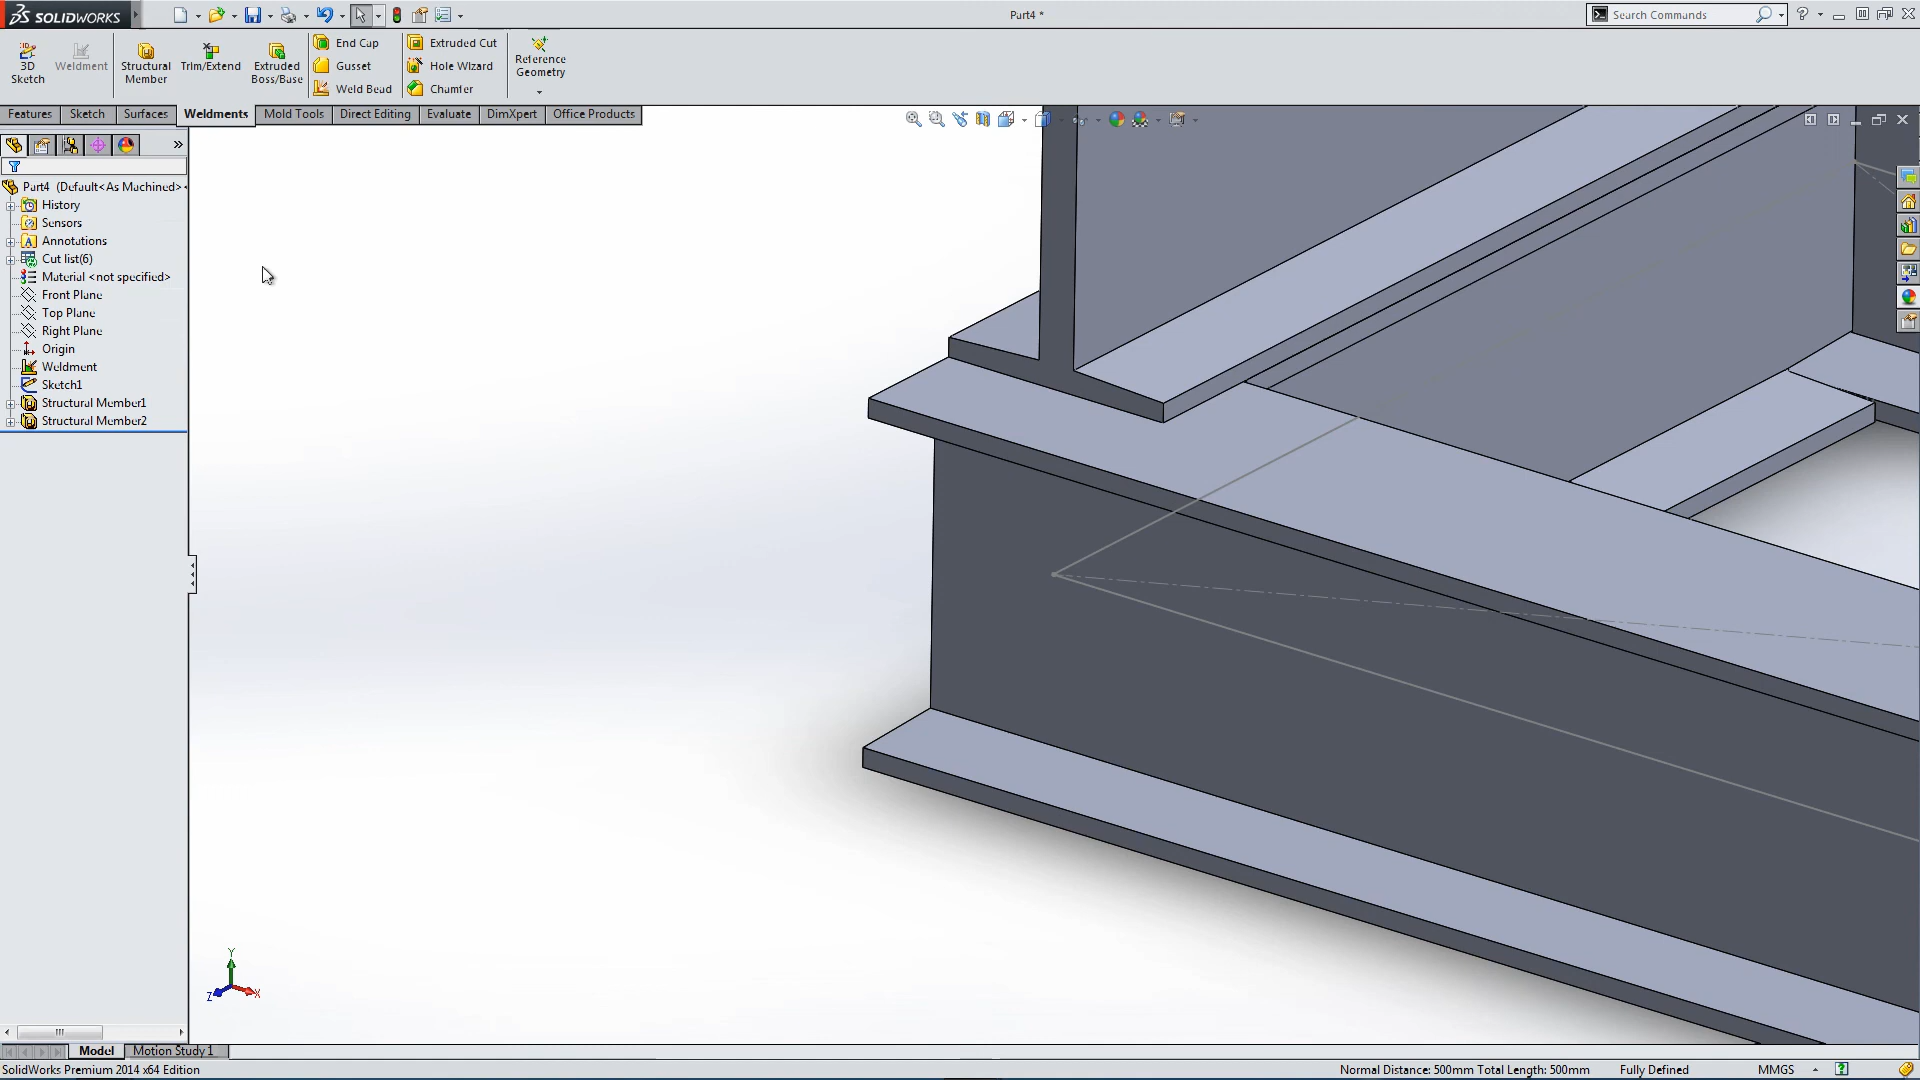 SOLIDWORKS
Part4 *
Search Commands
3D Sketch
Weldment
Structural Member
Trim/Extend
Extruded Boss/Base
End Cap
Gusset
Weld Bead
Extruded Cut
Hole Wizard
Chamfer
Reference Geometry
Features Sketch Surfaces Weldments Mold Tools Direct Editing Evaluate DimXpert Office Products
Part4 (Default<As Machined>
History
Sensors
Annotations
Cut list(6)
Material <not specified>
Front Plane
Top Plane
Right Plane
Origin
Weldment
Sketch1
Structural Member1
Structural Member2
Y
Z X
Model Motion Study 1
SolidWorks Premium 2014 x64 Edition
Normal Distance: 500mm Total Length: 500mm Fully Defined MMGS